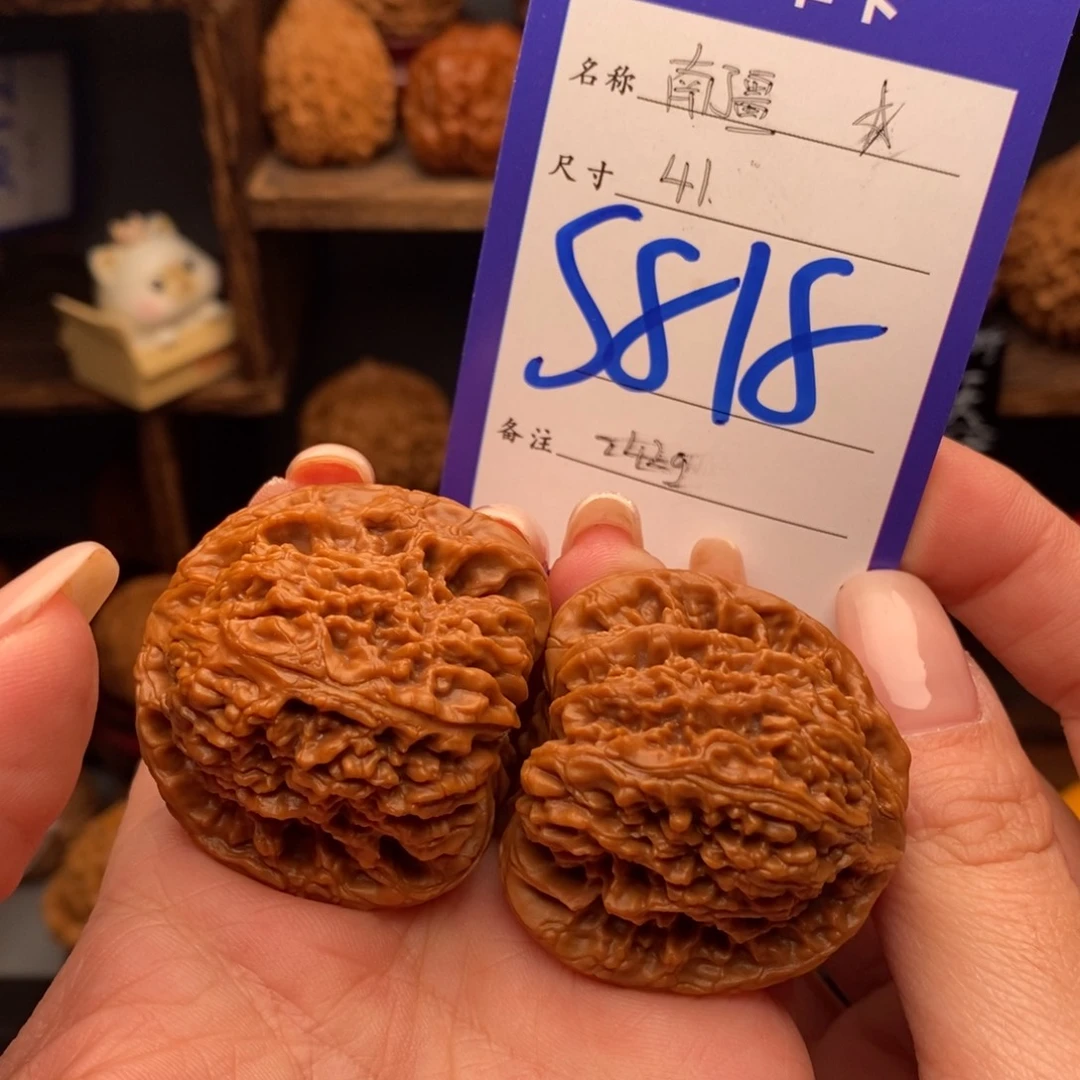 名称 南疆
尺寸 41.
5818
备注